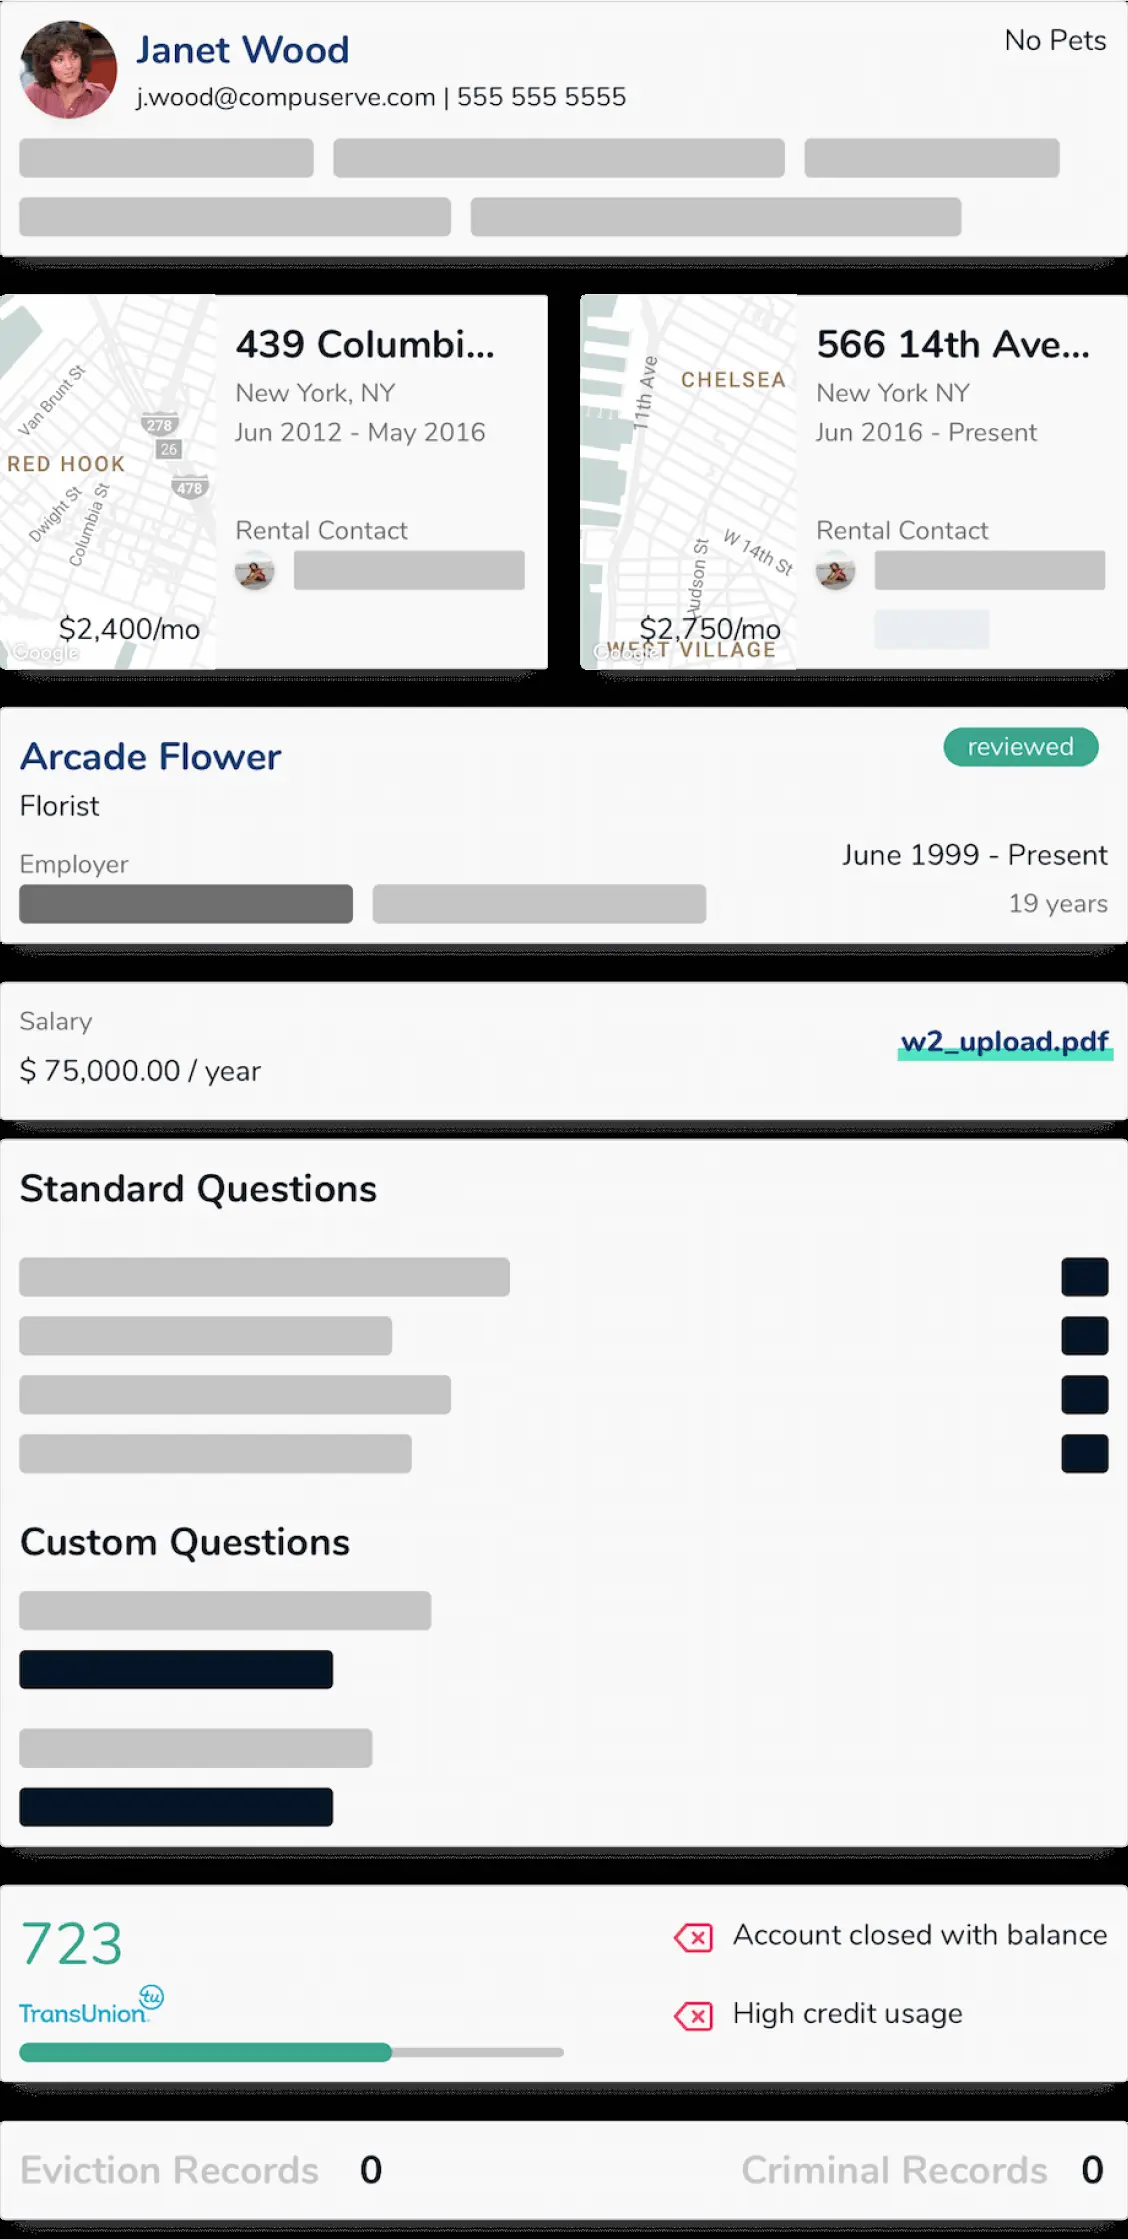 Janet Wood
No Pets
j.wood@compuserve.com | 555 555 5555
439 Columbi...
New York, NY
Jun 2012 - May 2016
Rental Contact
$2,400/mo
Van Brunt St
278
26
RED HOOK
478
Dwight St
Columbia St
Google
566 14th Ave...
New York NY
Jun 2016 - Present
Rental Contact
$2,750/mo
11th Ave
CHELSEA
W 14th St
Hudson St
WEST VILLAGE
Google
Arcade Flower
reviewed
Florist
Employer
June 1999 - Present
19 years
Salary
$ 75,000.00 / year
w2_upload.pdf
Standard Questions
Custom Questions
723
TransUnion
tu
Account closed with balance
High credit usage
Eviction Records 0
Criminal Records 0